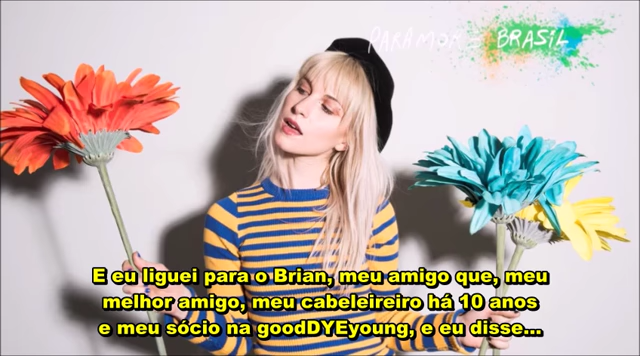 PARAMORE BRASIL
E eu liguei para o Brian, meu amigo que, meu
melhor amigo, meu cabeleireiro há 10 anos
e meu sócio na goodDYEyoung, e eu disse...